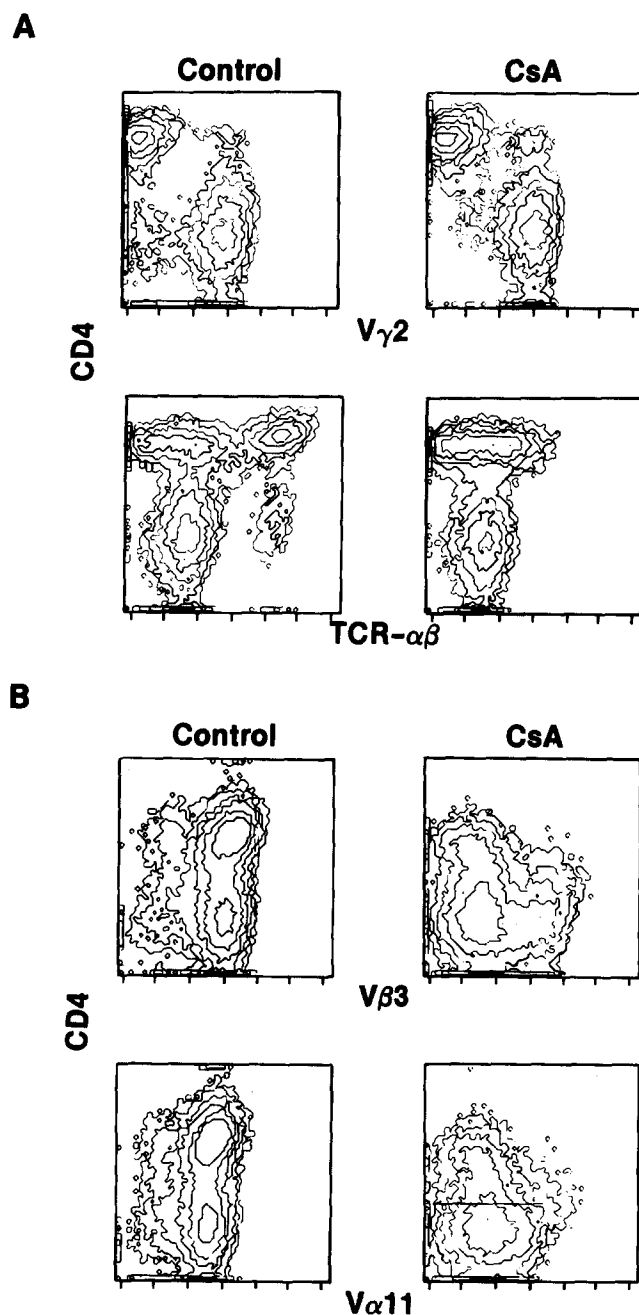 A
Control CsA
CD4
Vγ2
TCR-αβ
B
Control CsA
CD4
Vβ3
Vα11